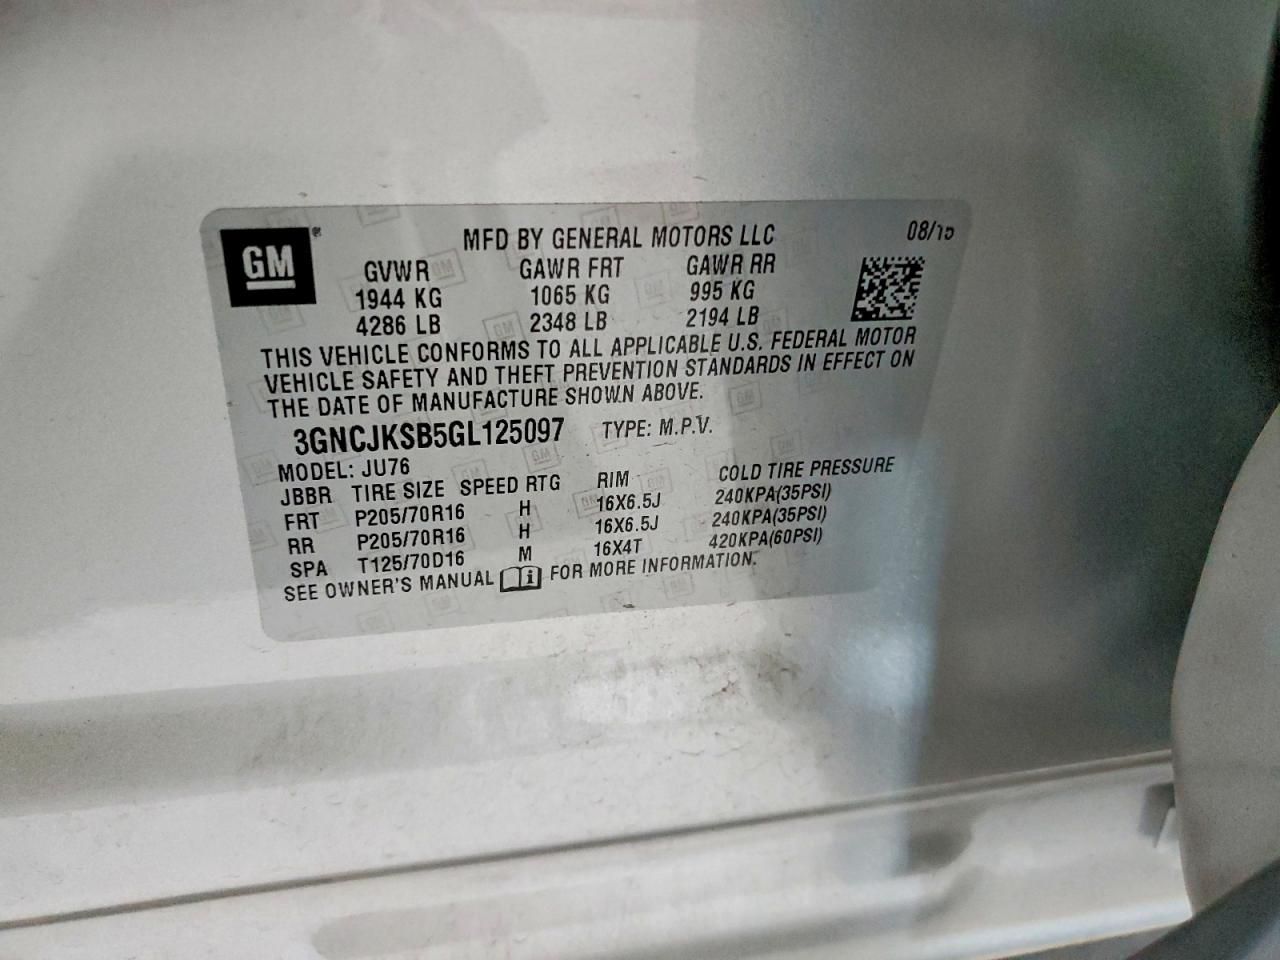 GM ® MFD BY GENERAL MOTORS LLC 08/15
GVWR GAWR FRT GAWR RR
1944 KG 1065 KG 995 KG
4286 LB 2348 LB 2194 LB
THIS VEHICLE CONFORMS TO ALL APPLICABLE U.S. FEDERAL MOTOR
VEHICLE SAFETY AND THEFT PREVENTION STANDARDS IN EFFECT ON
THE DATE OF MANUFACTURE SHOWN ABOVE.
3GNCJKSB5GL125097 TYPE: M.P.V.
MODEL: JU76
JBBR TIRE SIZE SPEED RTG RIM COLD TIRE PRESSURE
FRT P205/70R16 H 16X6.5J 240KPA(35PSI)
RR P205/70R16 H 16X6.5J 240KPA(35PSI)
SPA T125/70D16 M 16X4T 420KPA(60PSI)
SEE OWNER'S MANUAL i FOR MORE INFORMATION.